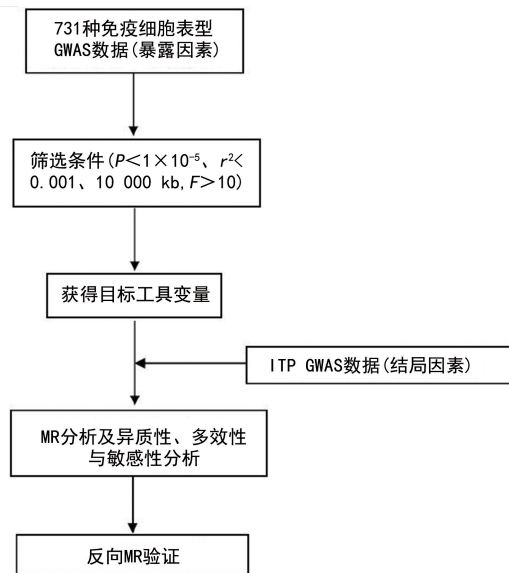 731种免疫细胞表型
GWAS数据(暴露因素)
筛选条件(P＜1×10⁻⁵、r²<
0.001、10 000 kb,F＞10)
获得目标工具变量
ITP GWAS数据(结局因素)
MR分析及异质性、多效性
与敏感性分析
反向MR验证